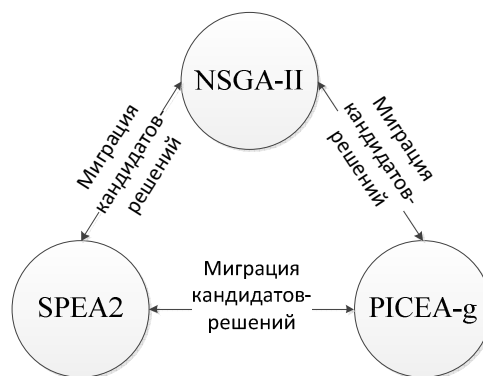 NSGA-II
Миграция
кандидатов-
решений
Миграция
кандидатов-
решений
SPEA2
Миграция
кандидатов-
решений
PICEA-g